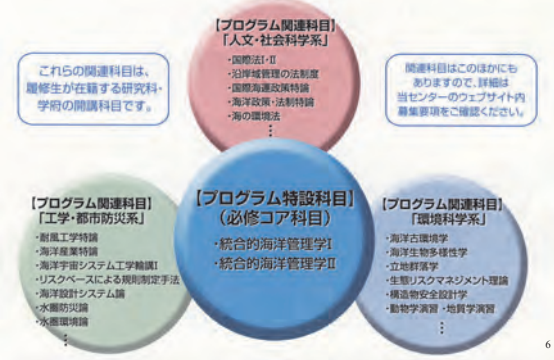 【プログラム関連科目】
「人文・社会科学系」
・国際法I・II
・沿岸域管理の法制度
・国際海運政策特論
・海洋政策・法制特論
・海の環境法
⋮
これらの関連科目は、
履修生が在籍する研究科・
学府の開講科目です。
関連科目はこのほかにも
ありますので、詳細は
当センターのウェブサイト内
募集要項をご確認ください。
【プログラム特設科目】
（必修コア科目）
・統合的海洋管理学I
・統合的海洋管理学II
【プログラム関連科目】
「工学・都市防災系」
・耐風工学特論
・海洋産業特論
・海洋宇宙システム工学輪講I
・リスクベースによる規則制定手法
・海洋設計システム論
・水圏防災論
・水圏環境論
⋮
【プログラム関連科目】
「環境科学系」
・海洋古環境学
・海洋生物多様性学
・立地群落学
・生態リスクマネジメント理論
・構造物安全設計学
・動物学演習・地質学演習
⋮
6